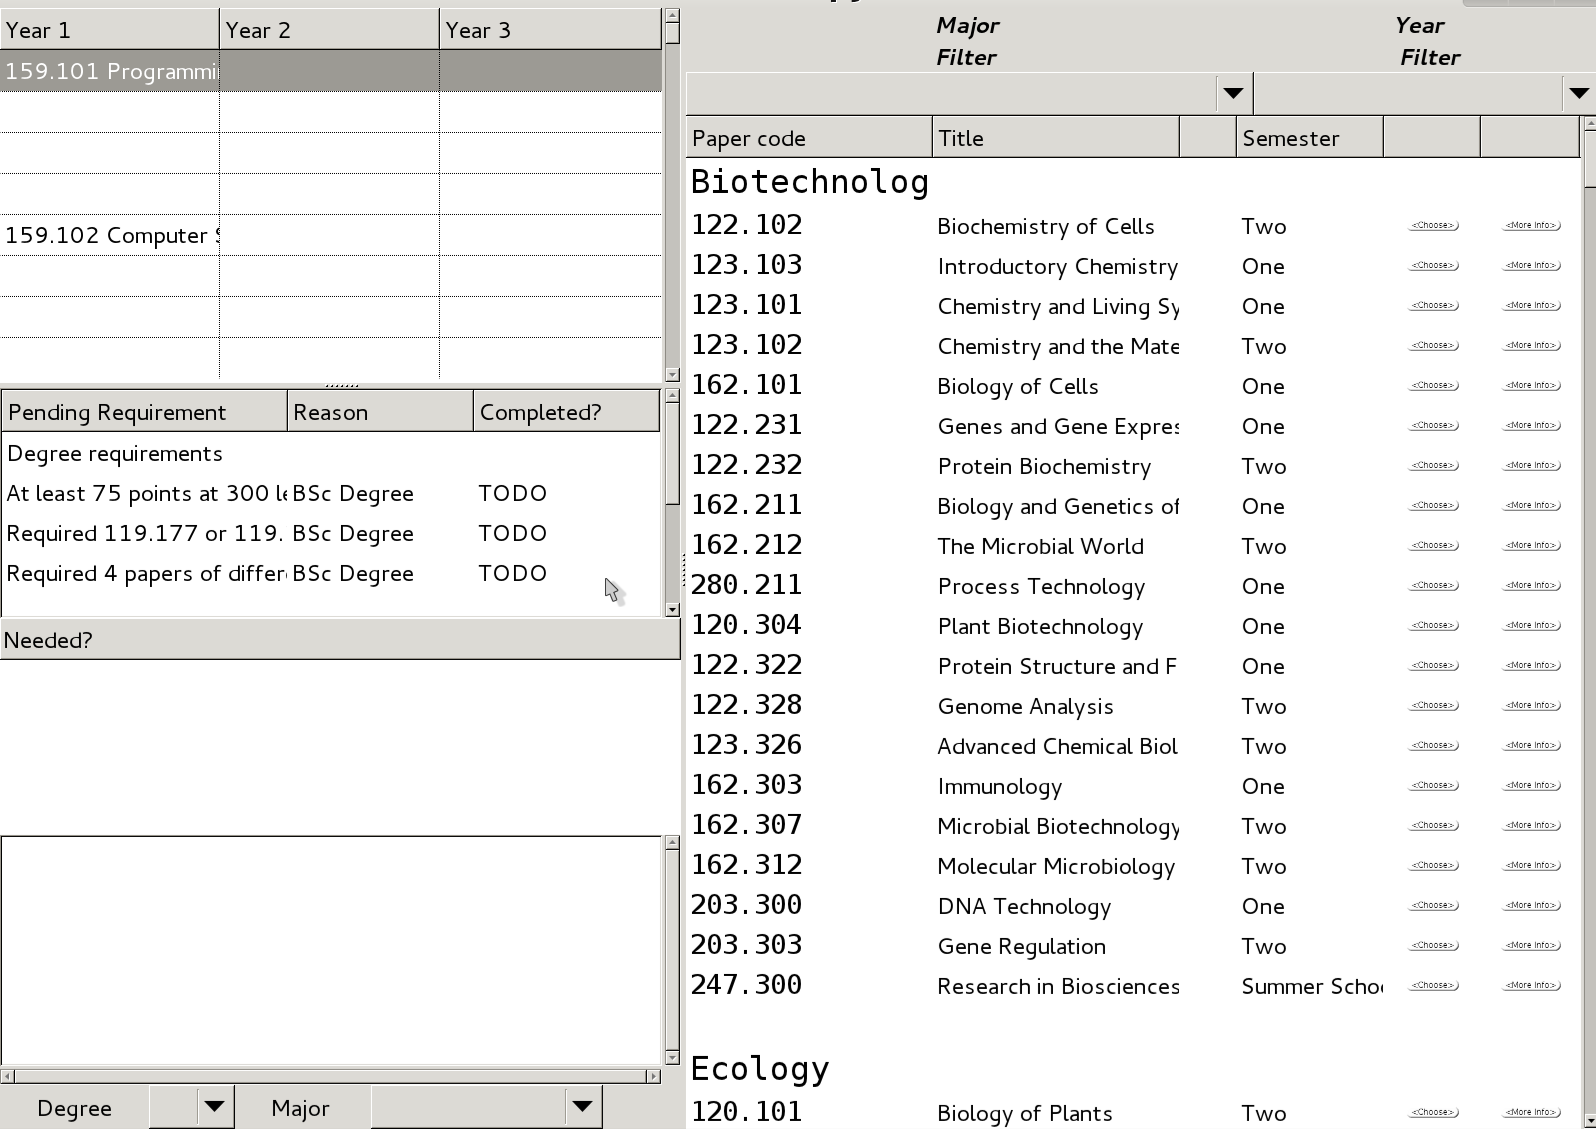 Year 1 Year 2 Year 3
159.101 Programmi
159.102 Computer S
Pending Requirement Reason Completed?
Degree requirements
At least 75 points at 300 le BSc Degree TODO
Required 119.177 or 119. BSc Degree TODO
Required 4 papers of differ BSc Degree TODO
Needed?
Degree Major
Major Year
Filter Filter
Paper code Title Semester
Biotechnolog
122.102 Biochemistry of Cells Two <Choose> <More Info>
123.103 Introductory Chemistry One <Choose> <More Info>
123.101 Chemistry and Living Sy One <Choose> <More Info>
123.102 Chemistry and the Mate Two <Choose> <More Info>
162.101 Biology of Cells One <Choose> <More Info>
122.231 Genes and Gene Expres One <Choose> <More Info>
122.232 Protein Biochemistry Two <Choose> <More Info>
162.211 Biology and Genetics of One <Choose> <More Info>
162.212 The Microbial World Two <Choose> <More Info>
280.211 Process Technology One <Choose> <More Info>
120.304 Plant Biotechnology One <Choose> <More Info>
122.322 Protein Structure and F One <Choose> <More Info>
122.328 Genome Analysis Two <Choose> <More Info>
123.326 Advanced Chemical Biol Two <Choose> <More Info>
162.303 Immunology One <Choose> <More Info>
162.307 Microbial Biotechnology Two <Choose> <More Info>
162.312 Molecular Microbiology Two <Choose> <More Info>
203.300 DNA Technology One <Choose> <More Info>
203.303 Gene Regulation Two <Choose> <More Info>
247.300 Research in Biosciences Summer Schoo <Choose> <More Info>
Ecology
120.101 Biology of Plants Two <Choose> <More Info>